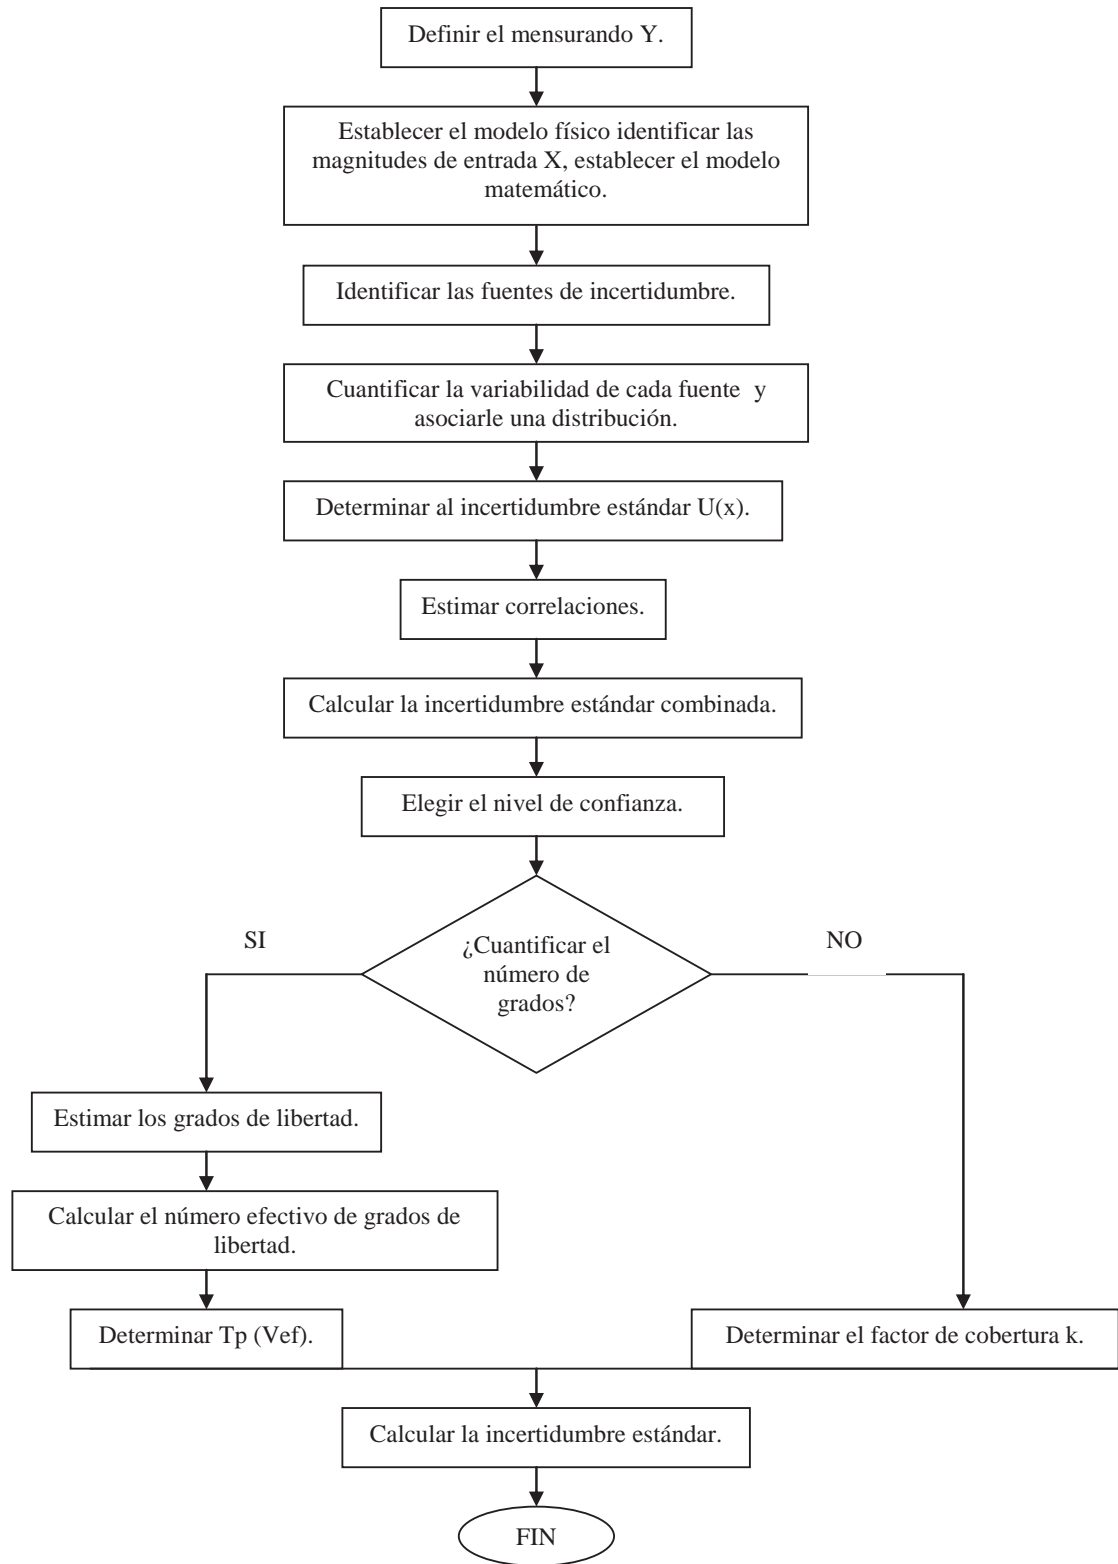 Definir el mensurando Y.
Establecer el modelo físico identificar las
magnitudes de entrada X, establecer el modelo
matemático.
Identificar las fuentes de incertidumbre.
Cuantificar la variabilidad de cada fuente y
asociarle una distribución.
Determinar al incertidumbre estándar U(x).
Estimar correlaciones.
Calcular la incertidumbre estándar combinada.
Elegir el nivel de confianza.
SI
¿Cuantificar el
número de
grados?
NO
Estimar los grados de libertad.
Calcular el número efectivo de grados de
libertad.
Determinar Tp (Vef).
Determinar el factor de cobertura k.
Calcular la incertidumbre estándar.
FIN